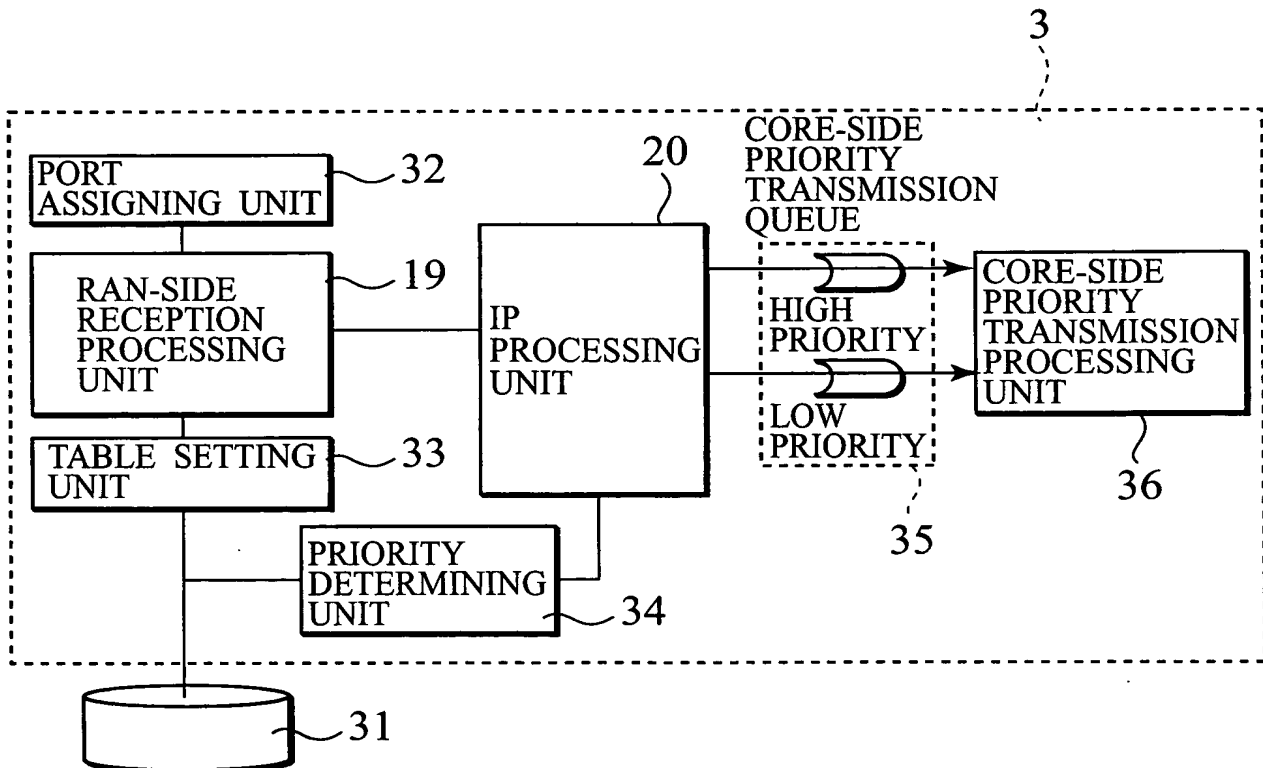 3
PORT
ASSIGNING UNIT
32
RAN-SIDE
RECEPTION
PROCESSING
UNIT
19
TABLE SETTING
UNIT
33
PRIORITY
DETERMINING
UNIT
34
31
20
IP
PROCESSING
UNIT
CORE-SIDE
PRIORITY
TRANSMISSION
QUEUE
HIGH
PRIORITY
LOW
PRIORITY
35
CORE-SIDE
PRIORITY
TRANSMISSION
PROCESSING
UNIT
36